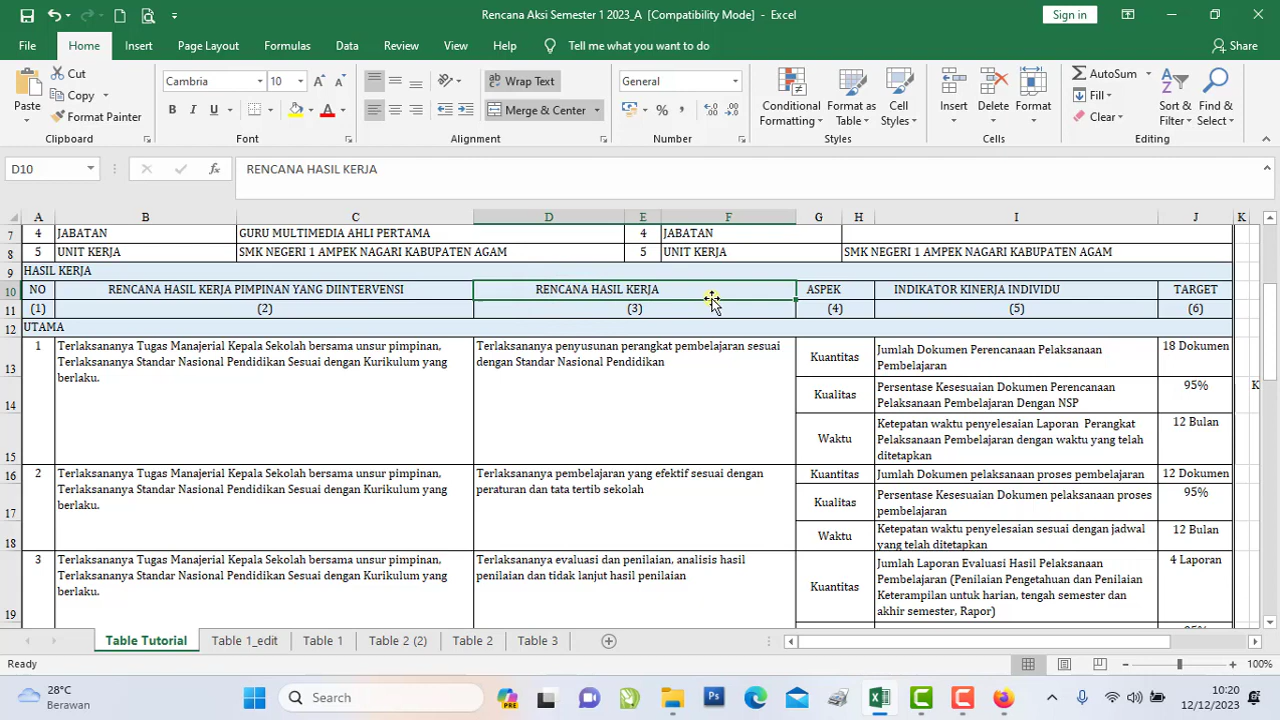 Rencana Aksi Semester 1 2023_A [Compatibility Mode] - Excel
Sign in
File Home Insert Page Layout Formulas Data Review View Help Tell me what you want to do Share
Paste
Cut
Copy
Format Painter
Clipboard
Cambria 10
B I U
Font
Wrap Text
Merge & Center
Alignment
General
Number
Conditional Formatting
Format as Table
Cell Styles
Styles
Insert
Delete
Format
Cells
AutoSum
Fill
Clear
Sort & Filter
Find & Select
Editing
D10
fx
RENCANA HASIL KERJA
A B C D E F G H I J K
7 4 JABATAN GURU MULTIMEDIA AHLI PERTAMA 4 JABATAN
8 5 UNIT KERJA SMK NEGERI 1 AMPEK NAGARI KABUPATEN AGAM 5 UNIT KERJA SMK NEGERI 1 AMPEK NAGARI KABUPATEN AGAM
9 HASIL KERJA
10 NO RENCANA HASIL KERJA PIMPINAN YANG DIINTERVENSI RENCANA HASIL KERJA ASPEK INDIKATOR KINERJA INDIVIDU TARGET
11 (1) (2) (3) (4) (5) (6)
12 UTAMA
13
1
Terlaksananya Tugas Manajerial Kepala Sekolah bersama unsur pimpinan,
Terlaksananya Standar Nasional Pendidikan Sesuai dengan Kurikulum yang
berlaku.
Terlaksananya penyusunan perangkat pembelajaran sesuai
dengan Standar Nasional Pendidikan
Kuantitas
Jumlah Dokumen Perencanaan Pelaksanaan
Pembelajaran
18 Dokumen
14
Kualitas
Persentase Kesesuaian Dokumen Perencanaan
Pelaksanaan Pembelajaran Dengan NSP
95%
K
15
Waktu
Ketepatan waktu penyelesaian Laporan Perangkat
Pelaksanaan Pembelajaran dengan waktu yang telah
ditetapkan
12 Bulan
16
2
Terlaksananya Tugas Manajerial Kepala Sekolah bersama unsur pimpinan,
Terlaksananya Standar Nasional Pendidikan Sesuai dengan Kurikulum yang
berlaku.
Terlaksananya pembelajaran yang efektif sesuai dengan
peraturan dan tata tertib sekolah
Kuantitas
Jumlah Dokumen pelaksanaan proses pembelajaran
12 Dokumen
17
Kualitas
Persentase Kesesuaian Dokumen pelaksanaan proses
pembelajaran
95%
18
Waktu
Ketepatan waktu penyelesaian sesuai dengan jadwal
yang telah ditetapkan
12 Bulan
19
3
Terlaksananya Tugas Manajerial Kepala Sekolah bersama unsur pimpinan,
Terlaksananya Standar Nasional Pendidikan Sesuai dengan Kurikulum yang
berlaku.
Terlaksananya evaluasi dan penilaian, analisis hasil
penilaian dan tidak lanjut hasil penilaian
Kuantitas
Jumlah Laporan Evaluasi Hasil Pelaksanaan
Pembelajaran (Penilaian Pengetahuan dan Penilaian
Keterampilan untuk harian, tengah semester dan
akhir semester, Rapor)
4 Laporan
Table Tutorial Table 1_edit Table 1 Table 2 (2) Table 2 Table 3
Ready
100%
28°C
Berawan
Search
PRE
Ps
10:20
12/12/2023